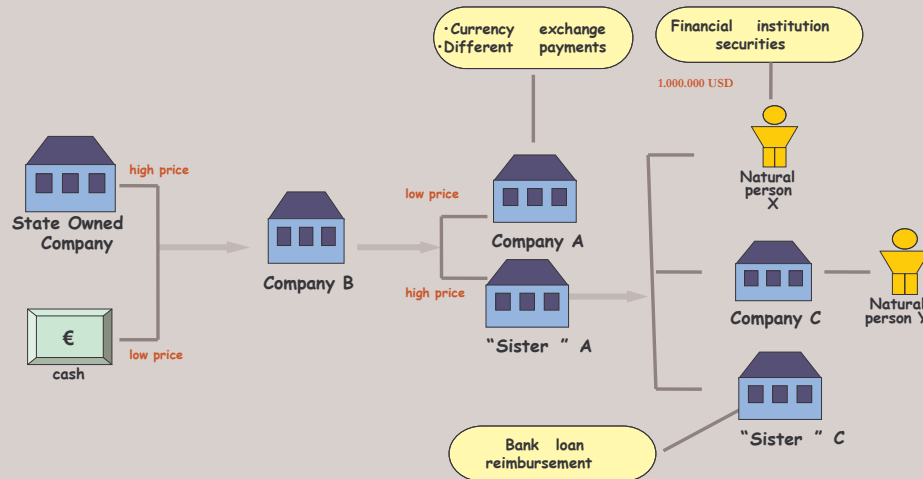 ·Currency exchange
·Different payments
Financial institution
securities
1.000.000 USD
high price
State Owned
Company
€
cash
low price
Company B
low price
Company A
high price
“Sister ” A
Natural
person
X
Company C
Natural
person Y
“Sister ” C
Bank loan
reimbursement